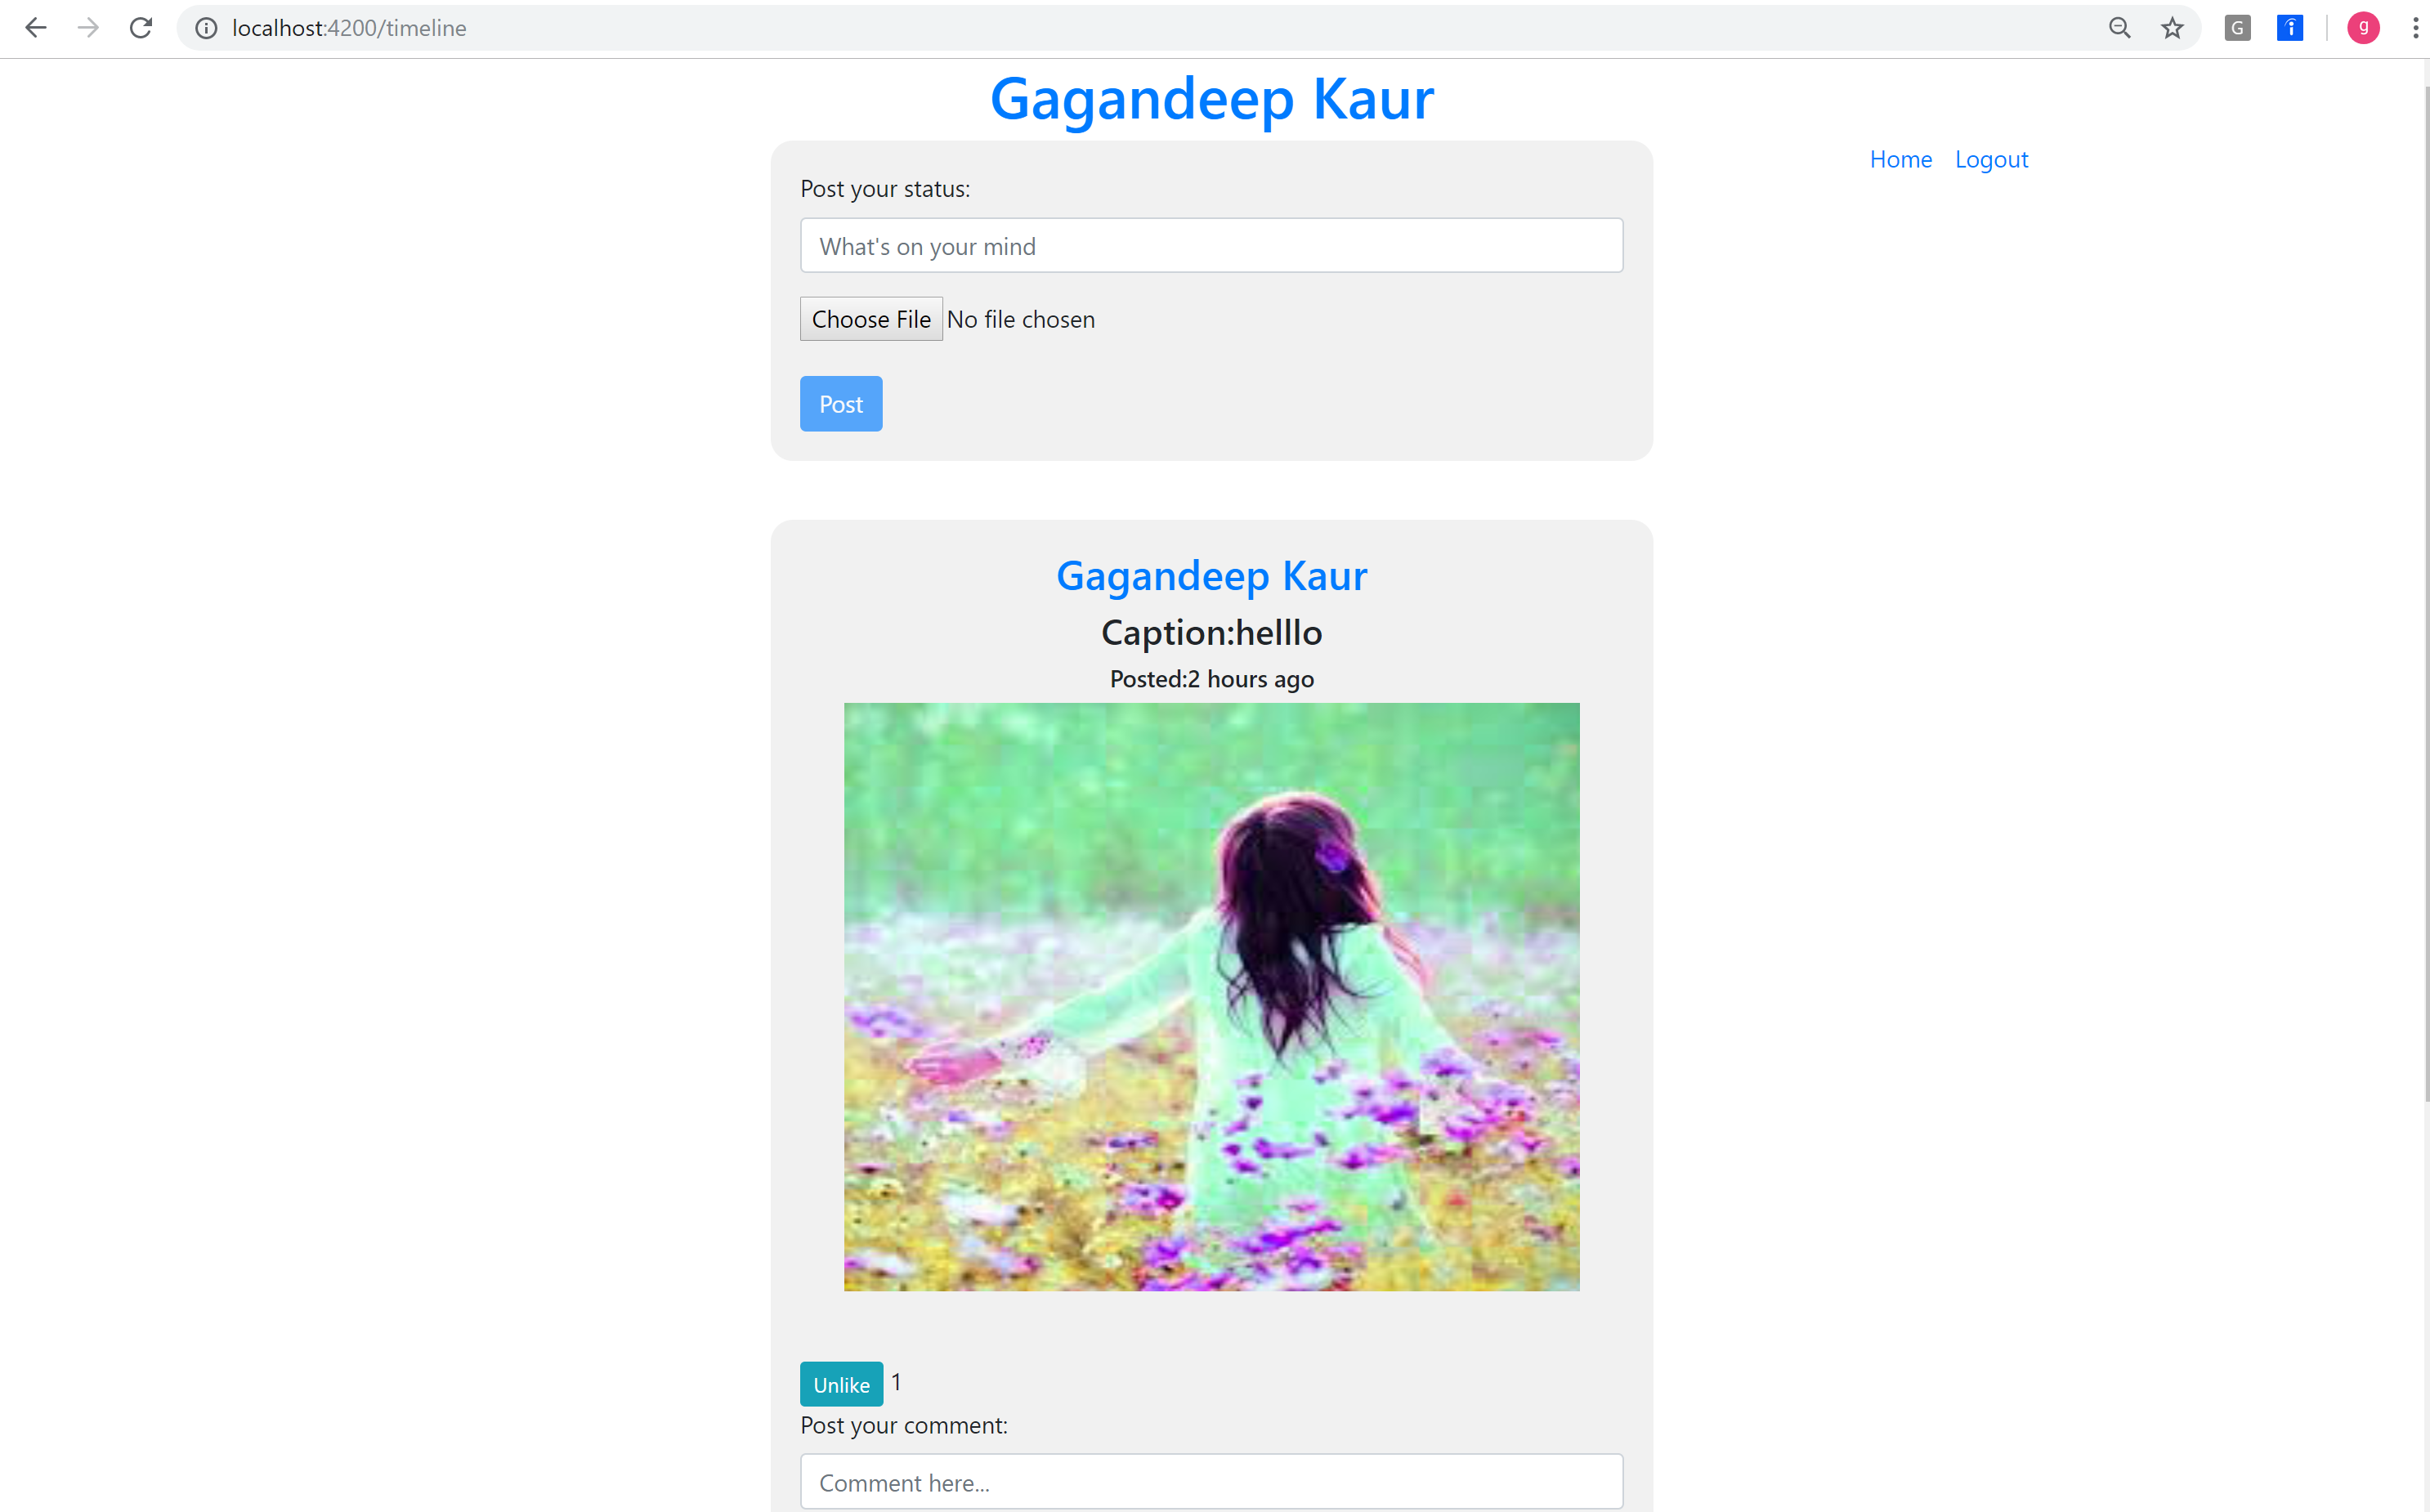 localhost:4200/timeline
G
g
Gagandeep Kaur
Home Logout
Post your status:
What's on your mind
Choose File No file chosen
Post
Gagandeep Kaur
Caption:helllo
Posted:2 hours ago
Unlike 1
Post your comment:
Comment here...